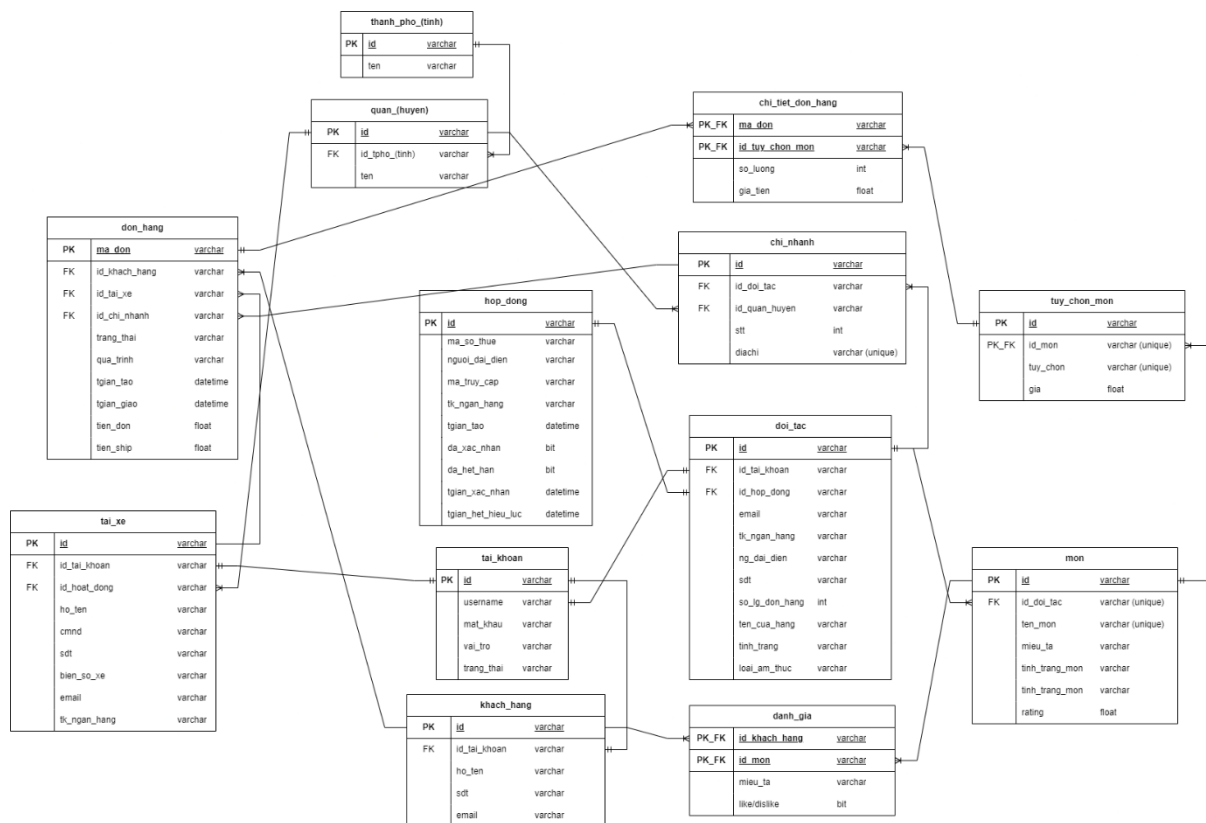 thanh_pho_(tinh)
PK id varchar
ten varchar
quan_(huyen)
PK id varchar
FK id_tpho_(tinh) varchar
ten varchar
chi_tiet_don_hang
PK_FK ma_don varchar
PK_FK id_tuy_chon_mon varchar
so_luong int
gia_tien float
don_hang
PK ma_don varchar
FK id_khach_hang varchar
FK id_tai_xe varchar
FK id_chi_nhanh varchar
trang_thai varchar
qua_trinh varchar
tgian_tao datetime
tgian_giao datetime
tien_don float
tien_ship float
chi_nhanh
PK id varchar
FK id_doi_tac varchar
FK id_quan_huyen varchar
stt int
diachi varchar (unique)
hop_dong
PK id varchar
ma_so_thue varchar
nguoi_dai_dien varchar
ma_truy_cap varchar
tk_ngan_hang varchar
tgian_tao datetime
da_xac_nhan bit
da_het_han bit
tgian_xac_nhan datetime
tgian_het_hieu_luc datetime
tuy_chon_mon
PK id varchar
PK_FK id_mon varchar (unique)
tuy_chon varchar (unique)
gia float
doi_tac
PK id varchar
FK id_tai_khoan varchar
FK id_hop_dong varchar
email varchar
tk_ngan_hang varchar
ng_dai_dien varchar
sdt varchar
so_lg_don_hang int
ten_cua_hang varchar
tinh_trang varchar
loai_am_thuc varchar
tai_xe
PK id varchar
FK id_tai_khoan varchar
FK id_hoat_dong varchar
ho_ten varchar
cmnd varchar
sdt varchar
bien_so_xe varchar
email varchar
tk_ngan_hang varchar
tai_khoan
PK id varchar
username varchar
mat_khau varchar
vai_tro varchar
trang_thai varchar
mon
PK id varchar
FK id_doi_tac varchar (unique)
ten_mon varchar (unique)
mieu_ta varchar
tinh_trang_mon varchar
tinh_trang_mon varchar
rating float
khach_hang
PK id varchar
FK id_tai_khoan varchar
ho_ten varchar
sdt varchar
email varchar
danh_gia
PK_FK id_khach_hang varchar
PK_FK id_mon varchar
mieu_ta varchar
like/dislike bit